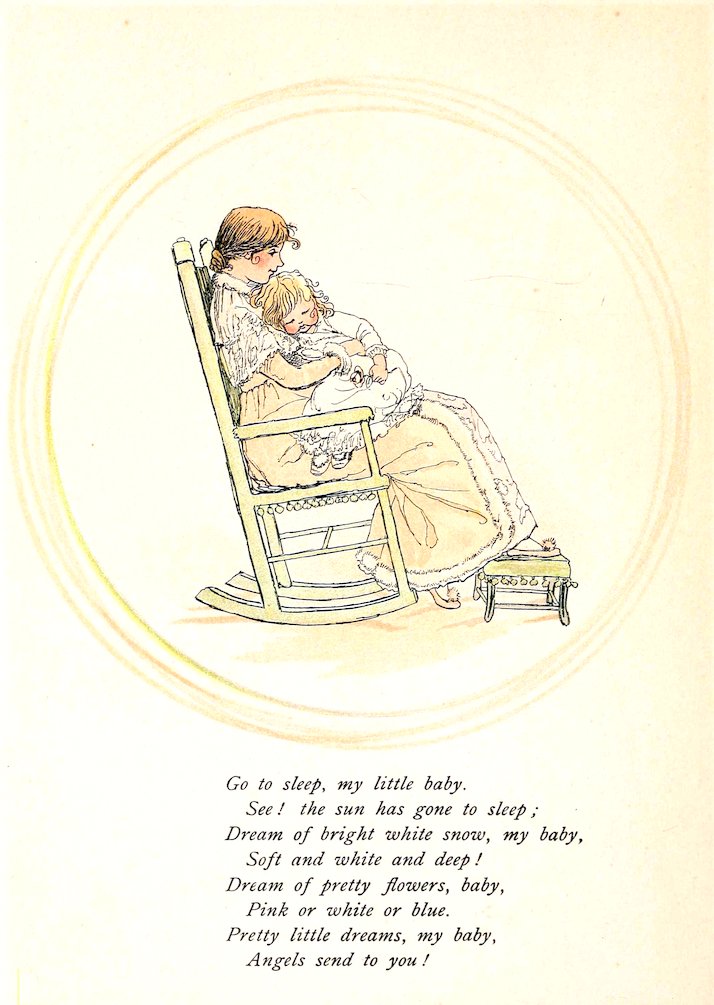 Go to sleep, my little baby.
See! the sun has gone to sleep;
Dream of bright white snow, my baby,
Soft and white and deep!
Dream of pretty flowers, baby,
Pink or white or blue.
Pretty little dreams, my baby,
Angels send to you!